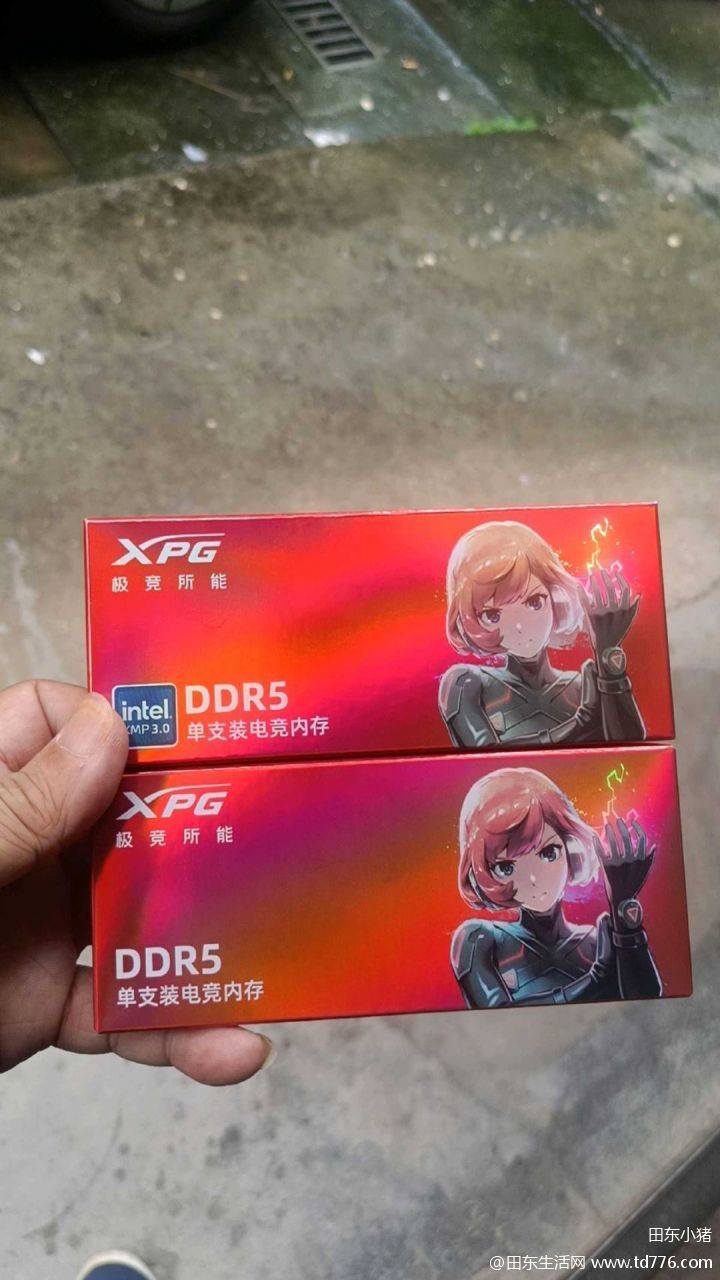 XPG
极竞所能
intel
XMP 3.0
DDR5
单支装电竞内存
XPG
极竞所能
DDR5
单支装电竞内存
田东小猪
@田东生活网 www.td776.com